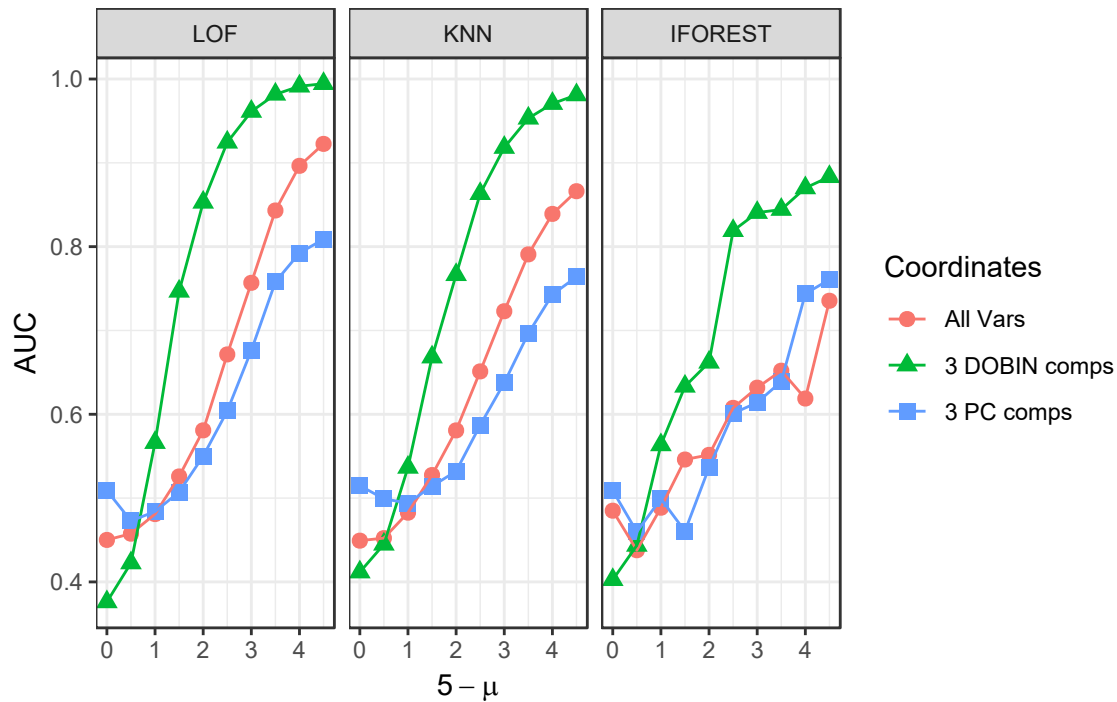 LOF KNN IFOREST
1.0
0.8
0.6
0.4
AUC
0 1 2 3 4 0 1 2 3 4 0 1 2 3 4
5 − μ
Coordinates
All Vars
3 DOBIN comps
3 PC comps